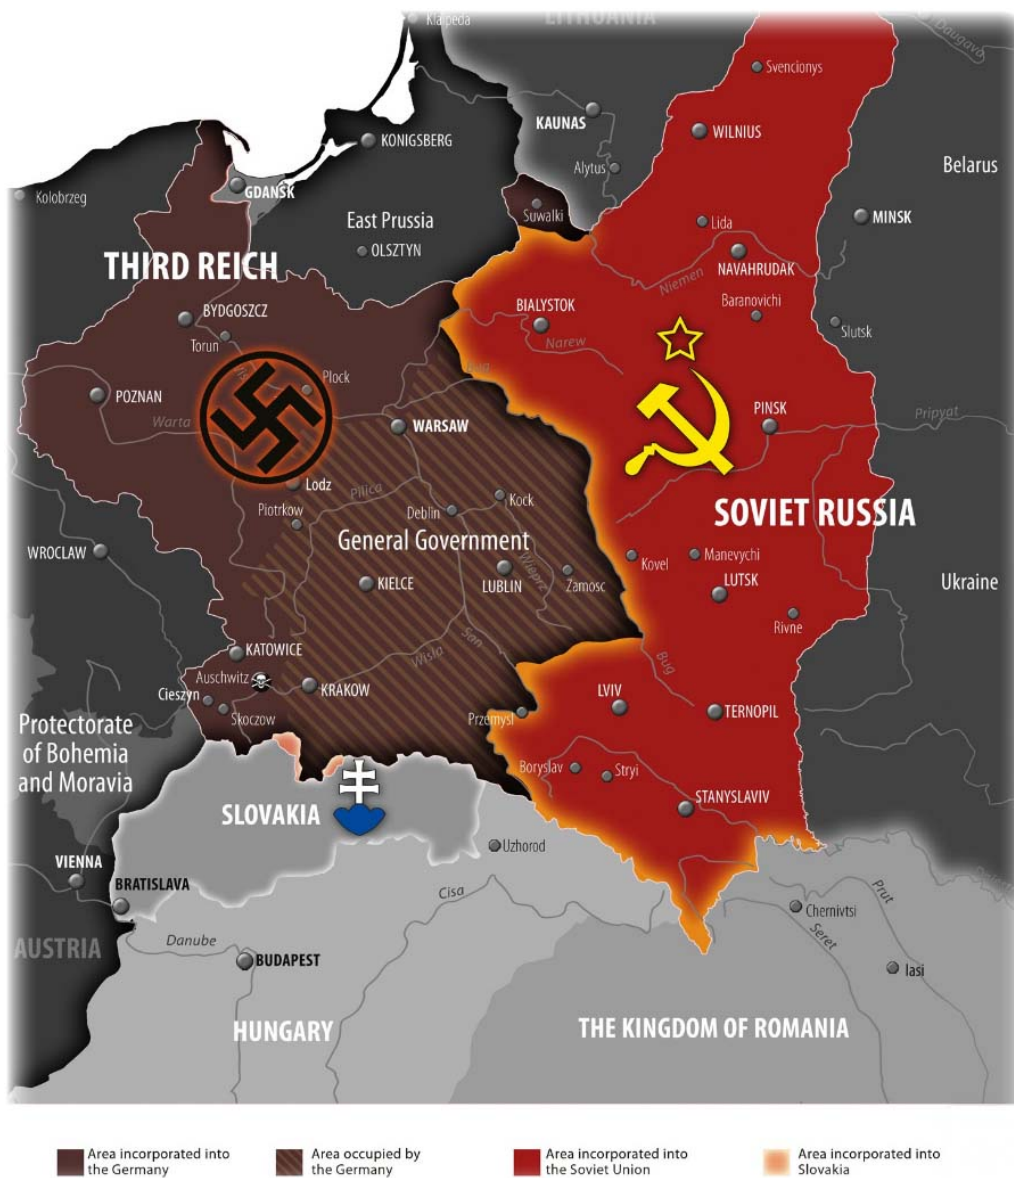 LITHUANIA
Klaipeda
Daugava
Svencionys
KAUNAS
WILNIUS
KONIGSBERG
Alytus
Belarus
Kolobrzeg
GDANSK
Suwalki
East Prussia
Lida
MINSK
OLSZTYN
THIRD REICH
NAVAHRUDAK
Niemen
BIALYSTOK
Baranovichi
BYDGOSZCZ
Slutsk
Torun
Narew
Plock
POZNAN
PINSK
Pripyat
Warta
WARSAW
Lodz
Pilica
Kock
Piotrkow
Deblin
SOVIET RUSSIA
General Government
WROCLAW
Kovel
Manevychi
KIELCE
LUBLIN
Wieprz
Zamosc
LUTSK
Ukraine
Rivne
KATOWICE
San
Wisla
Bug
Auschwitz
Cieszyn
KRAKOW
LVIV
Skoczow
Przemysl
TERNOPIL
Protectorate
of Bohemia
and Moravia
Boryslav
Stryi
SLOVAKIA
STANYSLAVIV
Uzhorod
VIENNA
BRATISLAVA
Cisa
Prut
Chernivtsi
AUSTRIA
Danube
Seret
BUDAPEST
Iasi
HUNGARY
THE KINGDOM OF ROMANIA
Area incorporated into
the Germany
Area occupied by
the Germany
Area incorporated into
the Soviet Union
Area incorporated into
Slovakia